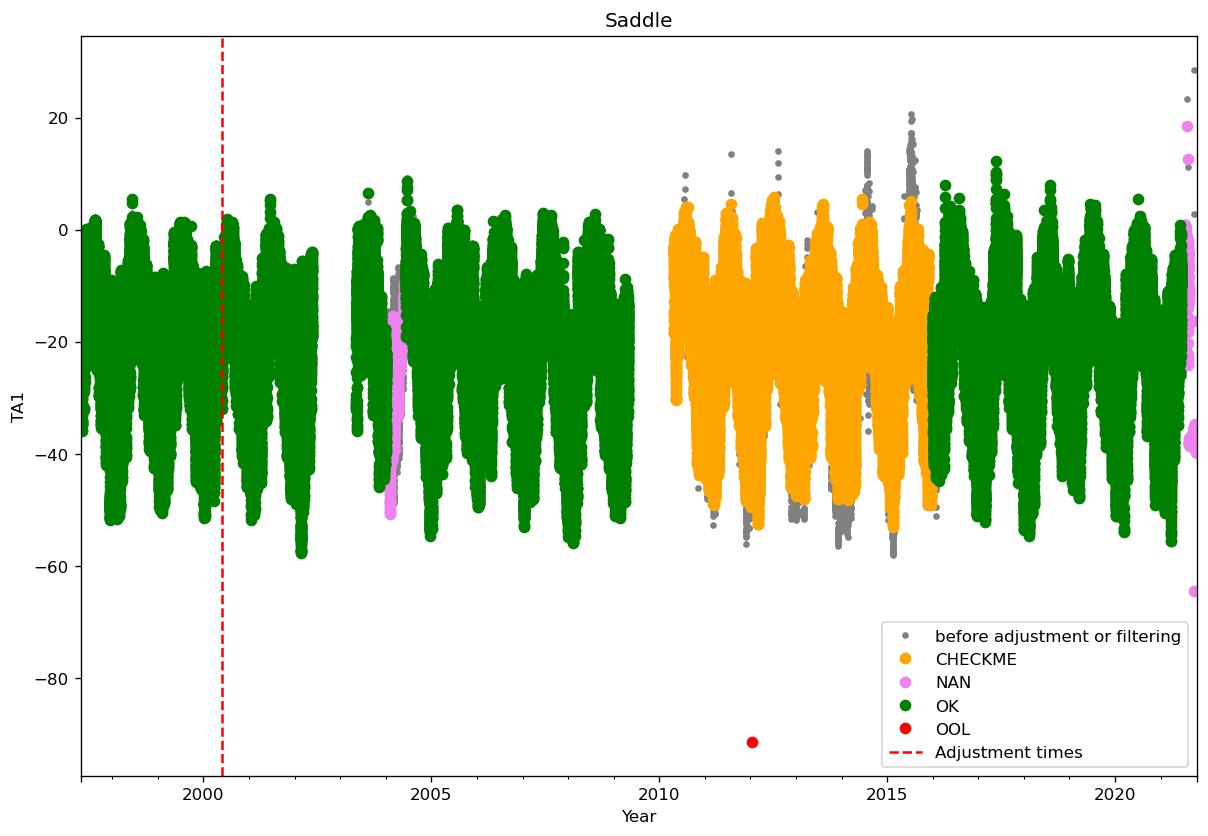 Saddle
TA1
20
0
−20
−40
−60
−80
2000
2005
2010
2015
2020
Year
before adjustment or filtering
CHECKME
NAN
OK
OOL
Adjustment times